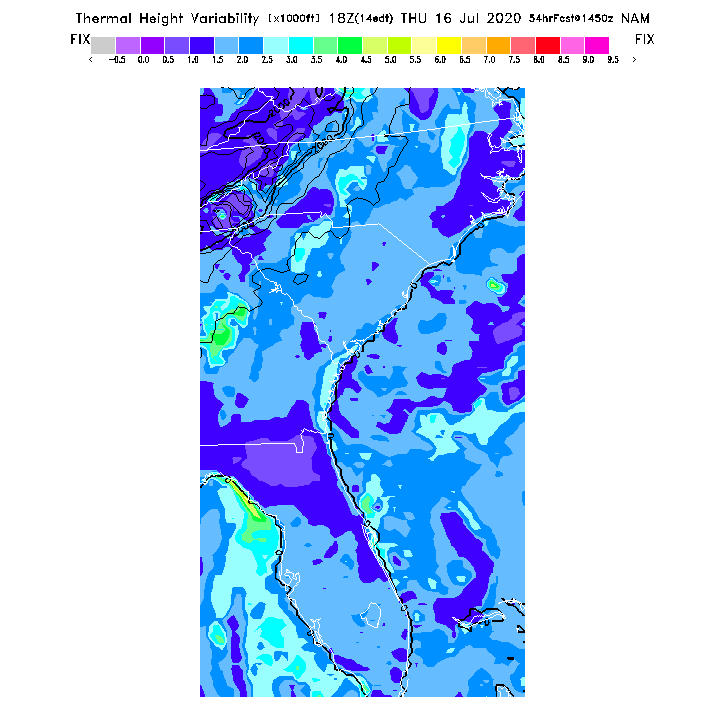 Thermal Height Variability [x1000ft] 18Z(14edt) THU 16 Jul 2020 54hrFcst@1450z NAM
FIX FIX
< -0.5 0.0 0.5 1.0 1.5 2.0 2.5 3.0 3.5 4.0 4.5 5.0 5.5 6.0 6.5 7.0 7.5 8.0 8.5 9.0 9.5 >